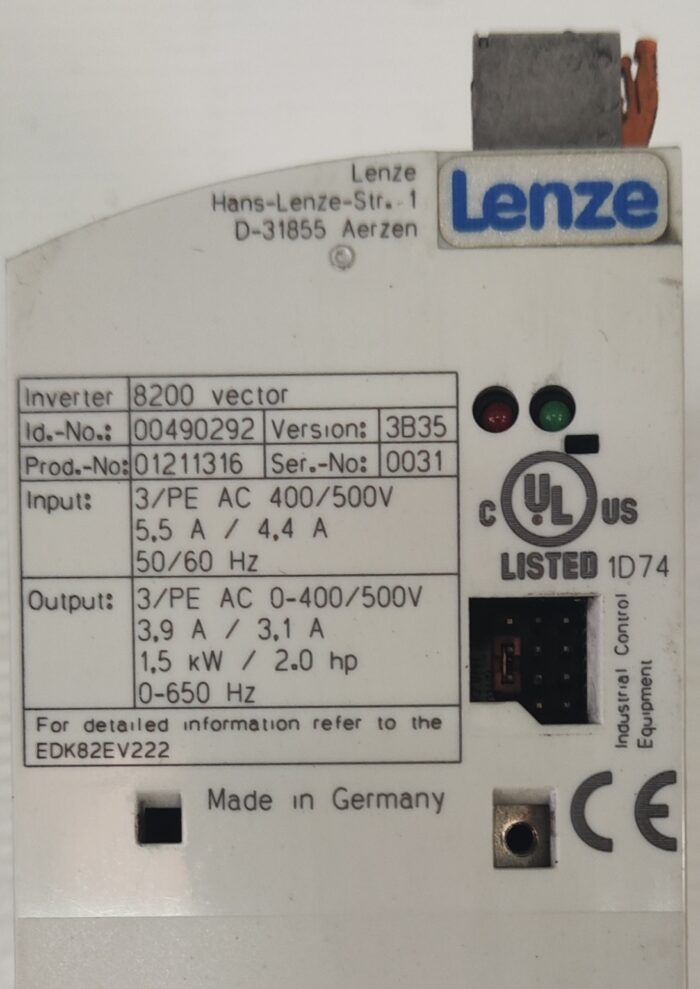 Lenze
Hans-Lenze-Str. 1
D-31855 Aerzen
Lenze
Inverter 8200 vector
Id.-No.: 00490292 Version: 3B35
Prod.-No: 01211316 Ser.-No: 0031
Input: 3/PE AC 400/500V
5.5 A / 4.4 A
50/60 Hz
Output: 3/PE AC 0-400/500V
3.9 A / 3.1 A
1.5 kW / 2.0 hp
0-650 Hz
For detailed information refer to the
EDK82EV222
C UL US
LISTED 1D74
Industrial Control
Equipment
Made in Germany
CE